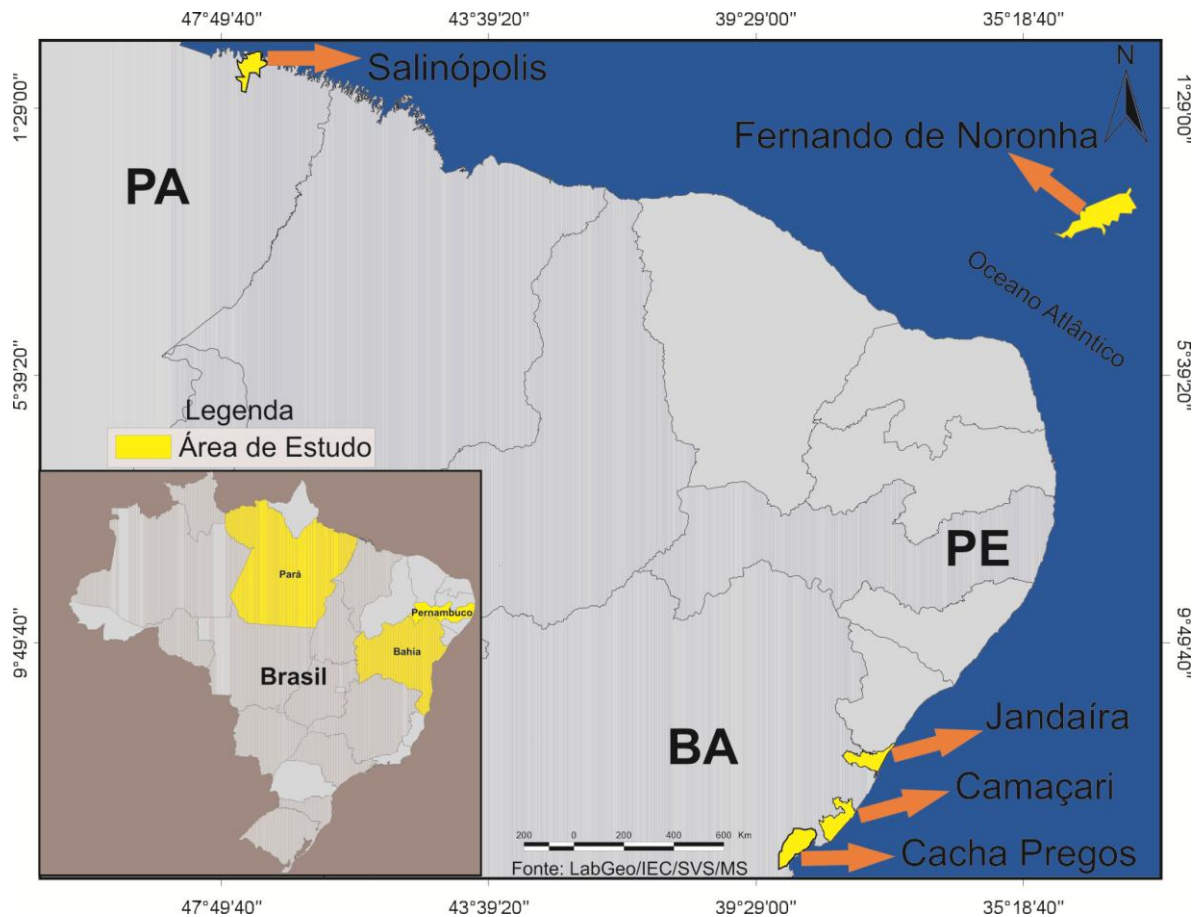 47°49'40" 43°39'20" 39°29'00" 35°18'40"
Salinópolis
N
1°29'00" 1°29'00"
Fernando de Noronha
PA
Oceano Atlântico
5°39'20" 5°39'20"
Legenda
Área de Estudo
PE
Pará
Pernambuco
Bahia
Brasil
9°49'40" 9°49'40"
Jandaíra
BA
Camaçari
200 0 200 400 600 Km
Cacha Pregos
Fonte: LabGeo/IEC/SVS/MS
47°49'40" 43°39'20" 39°29'00" 35°18'40"